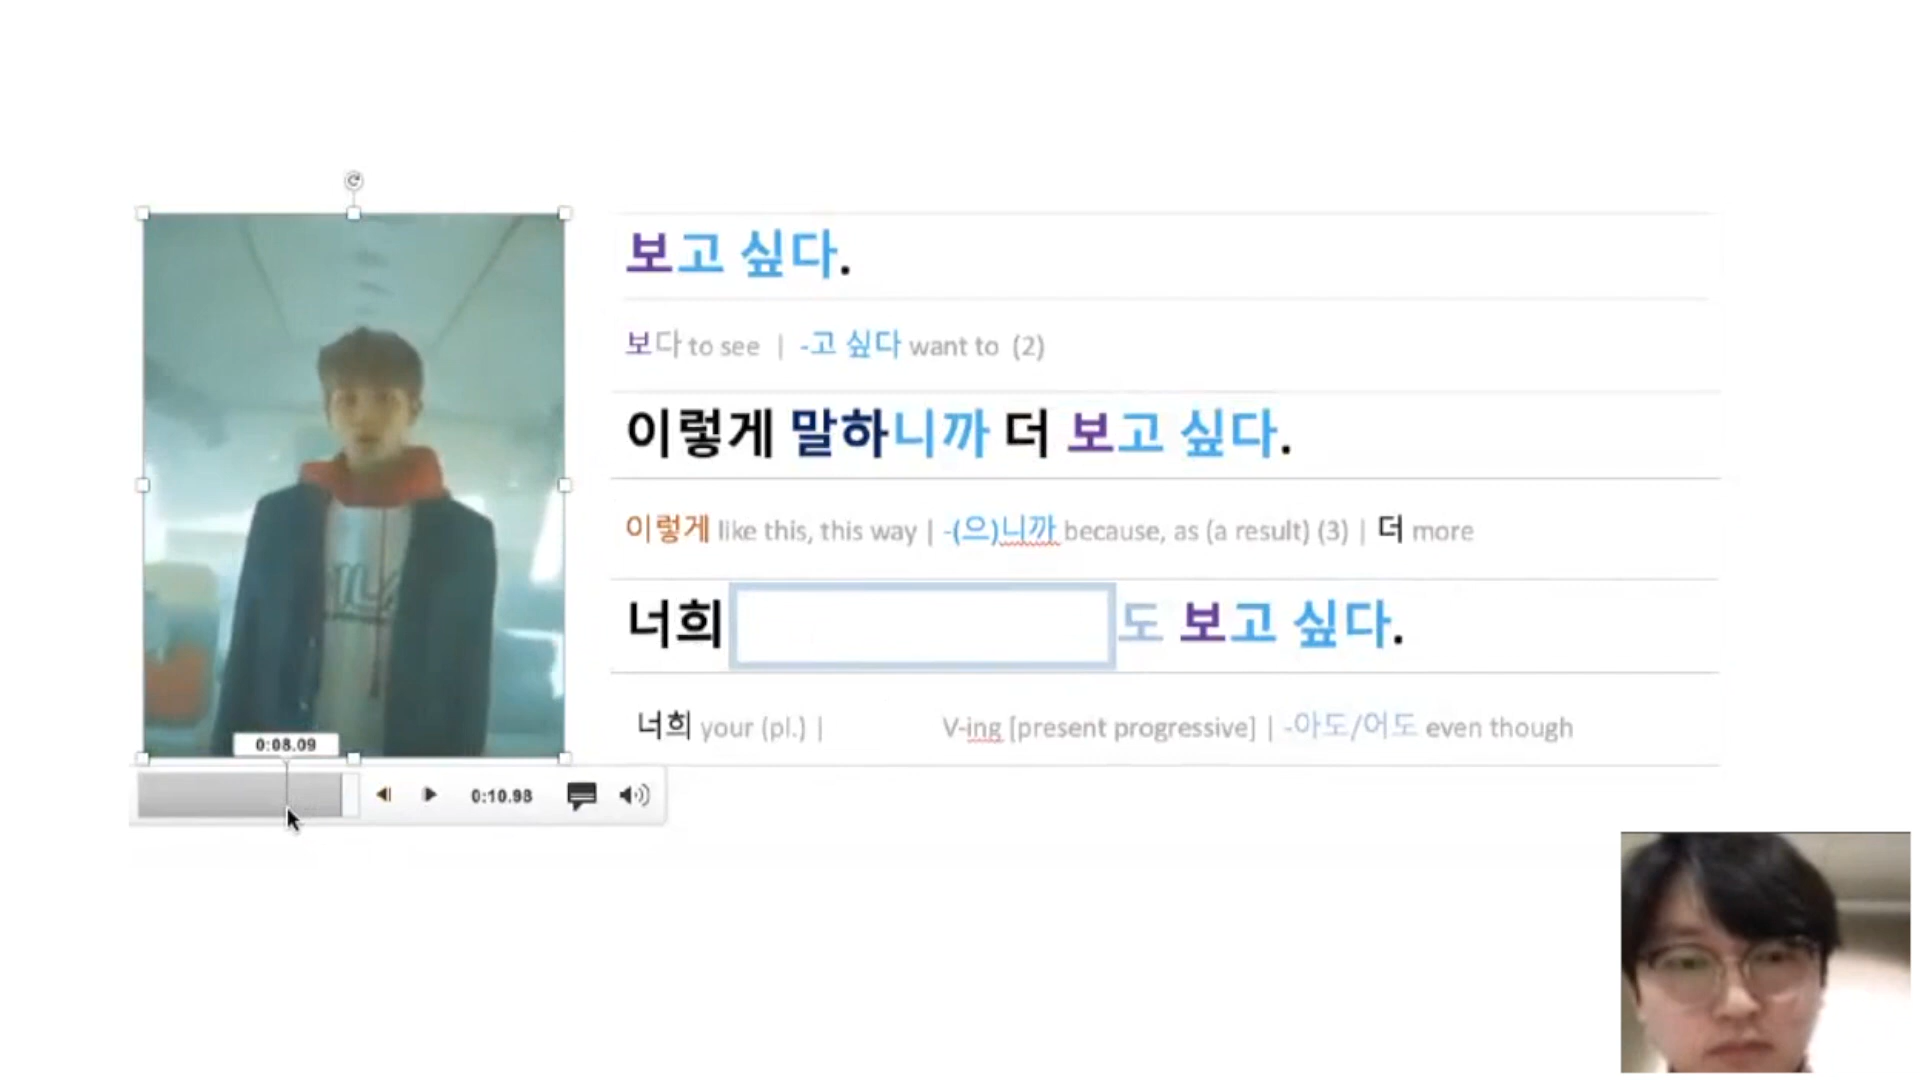 보고 싶다.
보다 to see | -고 싶다 want to (2)
이렇게 말하니까 더 보고 싶다.
이렇게 like this, this way | -(으)니까 because, as (a result) (3) | 더 more
너희 도 보고 싶다.
너희 your (pl.) | V-ing [present progressive] | -아도/어도 even though
0:08.09
0:10.98